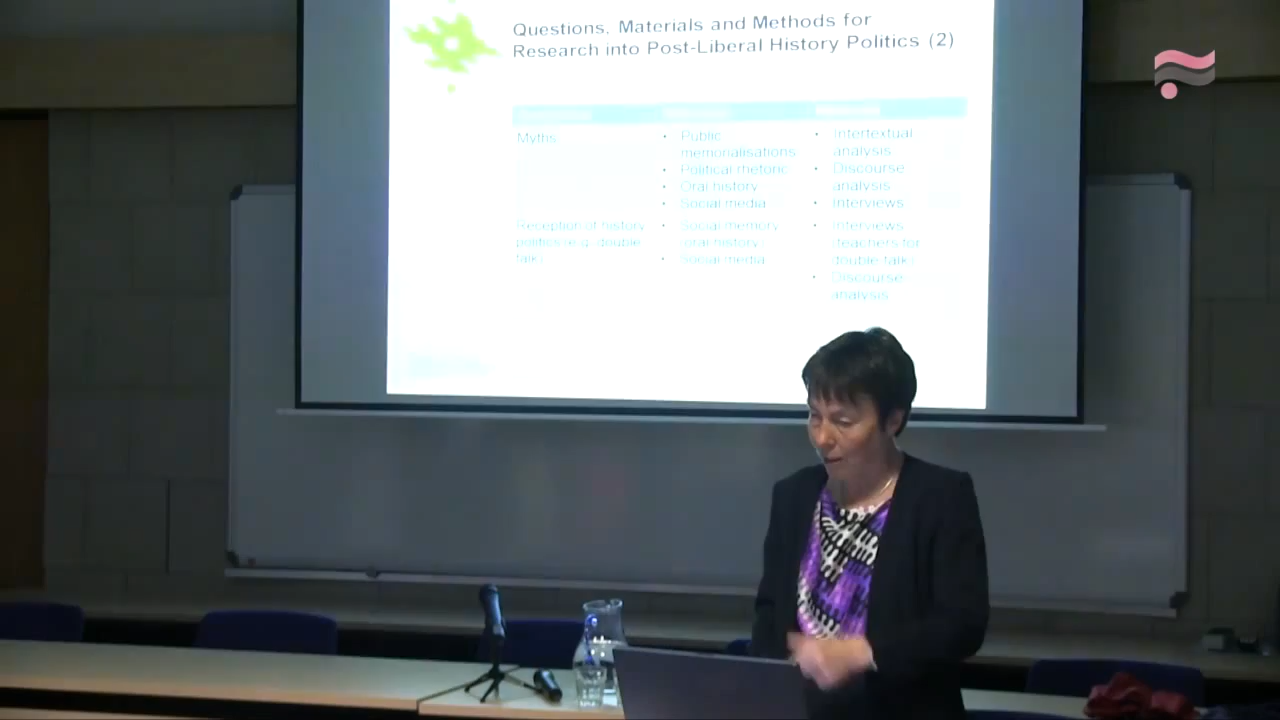 Questions, Materials and Methods for
Research into Post-Liberal History Politics (2)
Myths
• Public
memorialisations
• Political rhetoric
• Oral history
• Social media
• Intertextual
analysis
• Discourse
analysis
• Interviews
Reception of history
politics (e.g. double
talk)
• Social memory
(oral history)
• Social media
• Interviews
(teachers for
double-talk)
• Discourse
analysis